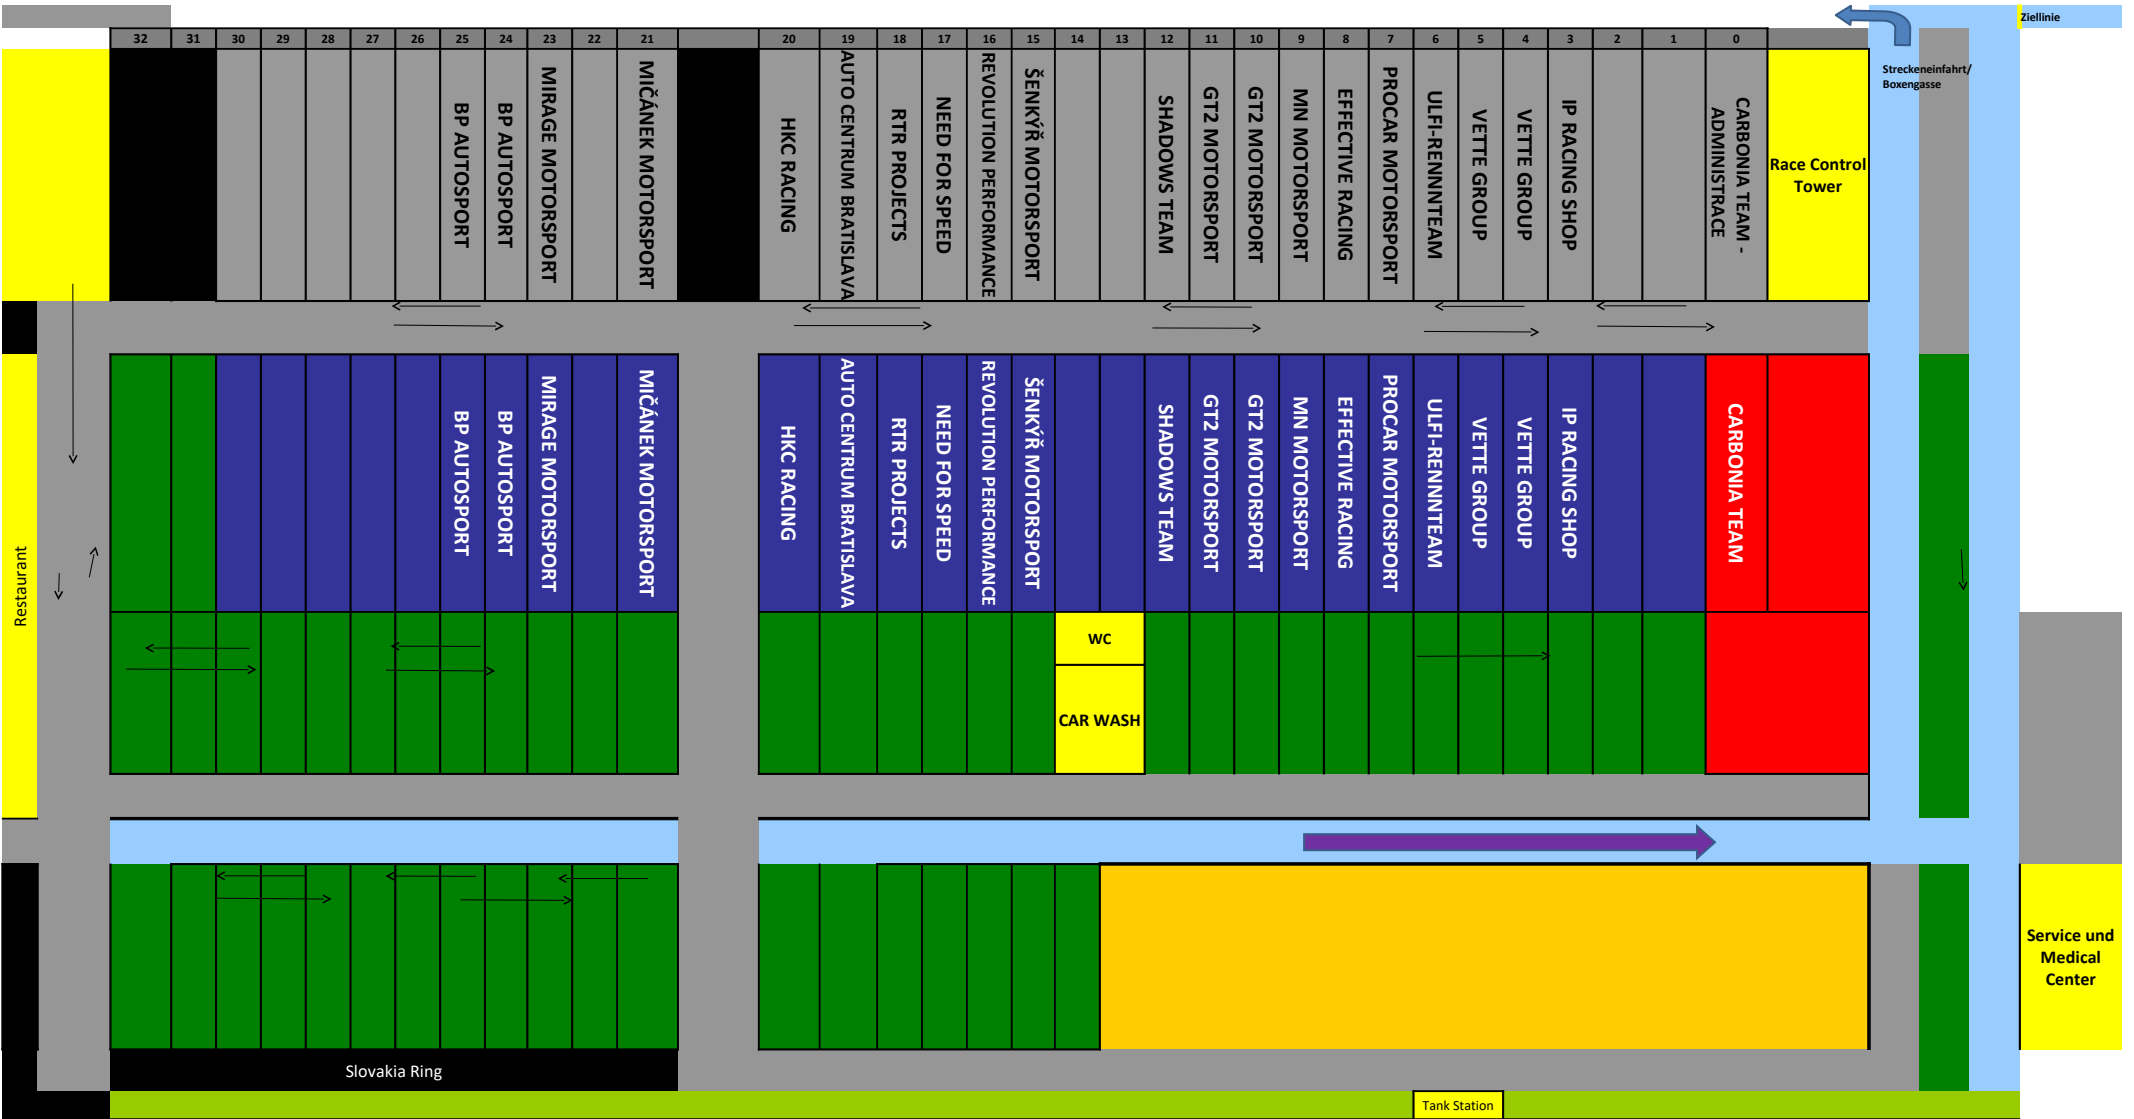 Ziellinie
32 31 30 29 28 27 26 25 24 23 22 21 20 19 18 17 16 15 14 13 12 11 10 9 8 7 6 5 4 3 2 1 0
Streckeneinfahrt/
Boxengasse
BP AUTOSPORT
BP AUTOSPORT
MIRAGE MOTORSPORT
MIČÁNEK MOTORSPORT
HKC RACING
AUTO CENTRUM BRATISLAVA
RTR PROJECTS
NEED FOR SPEED
REVOLUTION PERFORMANCE
ŠENKÝŘ MOTORSPORT
SHADOWS TEAM
GT2 MOTORSPORT
GT2 MOTORSPORT
MN MOTORSPORT
EFFECTIVE RACING
PROCAR MOTORSPORT
ULFI-RENNNTEAM
VETTE GROUP
VETTE GROUP
IP RACING SHOP
CARBONIA TEAM -
ADMINISTRACE
Race Control
Tower
BP AUTOSPORT
BP AUTOSPORT
MIRAGE MOTORSPORT
MIČÁNEK MOTORSPORT
HKC RACING
AUTO CENTRUM BRATISLAVA
RTR PROJECTS
NEED FOR SPEED
REVOLUTION PERFORMANCE
ŠENKÝŘ MOTORSPORT
SHADOWS TEAM
GT2 MOTORSPORT
GT2 MOTORSPORT
MN MOTORSPORT
EFFECTIVE RACING
PROCAR MOTORSPORT
ULFI-RENNNTEAM
VETTE GROUP
VETTE GROUP
IP RACING SHOP
CARBONIA TEAM
Restaurant
WC
CAR WASH
Service und
Medical
Center
Slovakia Ring
Tank Station